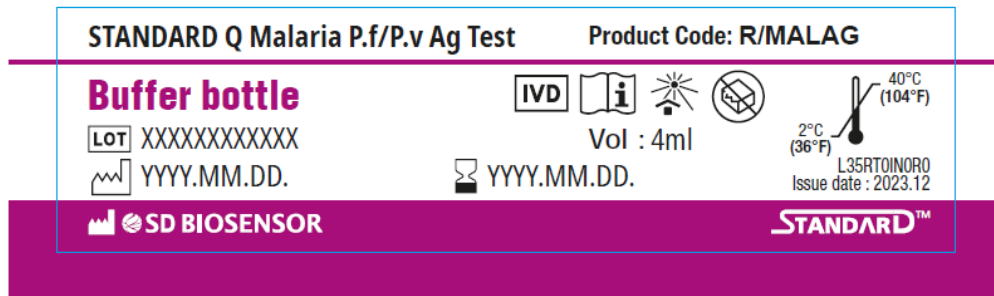 STANDARD Q Malaria P.f/P.v Ag Test Product Code: R/MALAG
Buffer bottle
IVD
i
40°C
(104°F)
LOT XXXXXXXXXXXX
Vol : 4ml
2°C
(36°F)
YYYY.MM.DD.
YYYY.MM.DD.
L35RT0IN0R0
Issue date : 2023.12
SD BIOSENSOR
STANDARD™